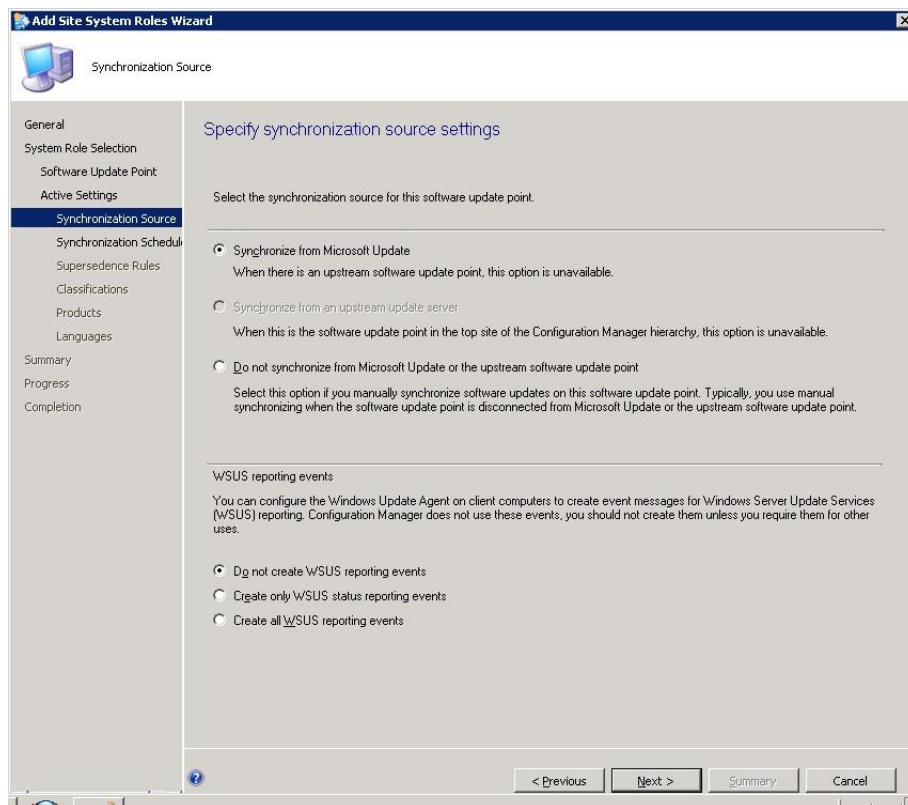 Add Site System Roles Wizard
Synchronization Source
General
System Role Selection
Software Update Point
Active Settings
Synchronization Source
Synchronization Schedul
Supersedence Rules
Classifications
Products
Languages
Summary
Progress
Completion
Specify synchronization source settings
Select the synchronization source for this software update point.
Synchronize from Microsoft Update
When there is an upstream software update point, this option is unavailable.
Synchronize from an upstream update server
When this is the software update point in the top site of the Configuration Manager hierarchy, this option is unavailable.
Do not synchronize from Microsoft Update or the upstream software update point
Select this option if you manually synchronize software updates on this software update point. Typically, you use manual
synchronizing when the software update point is disconnected from Microsoft Update or the upstream software update point.
WSUS reporting events
You can configure the Windows Update Agent on client computers to create event messages for Windows Server Update Services
(WSUS) reporting. Configuration Manager does not use these events, you should not create them unless you require them for other
uses.
Do not create WSUS reporting events
Create only WSUS status reporting events
Create all WSUS reporting events
< Previous
Next >
Summary
Cancel